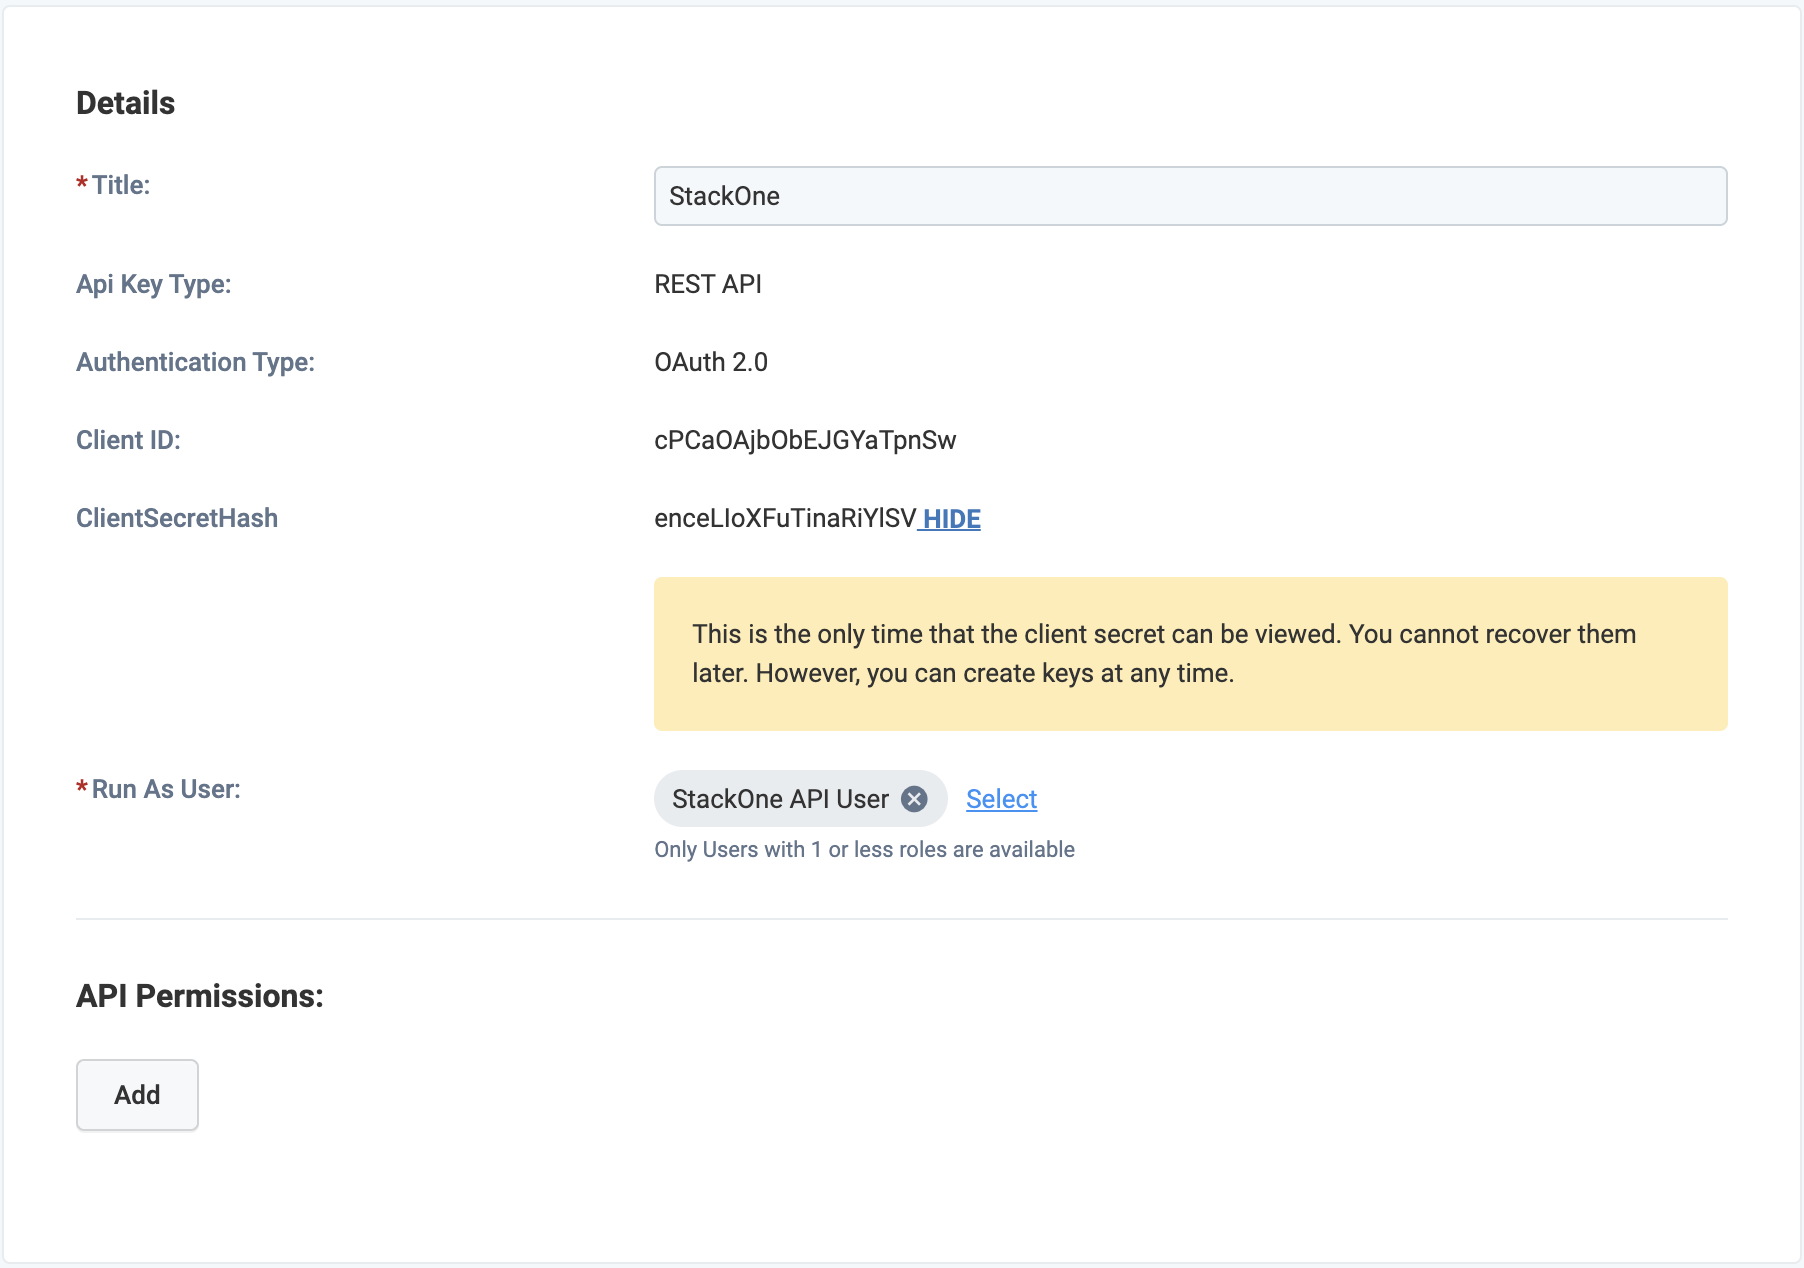 Details
* Title:
StackOne
Api Key Type:
REST API
Authentication Type:
OAuth 2.0
Client ID:
cPCaOAjbObEJGYaTpnSw
ClientSecretHash
enceLIoXFuTinaRiYlSV HIDE
This is the only time that the client secret can be viewed. You cannot recover them
later. However, you can create keys at any time.
* Run As User:
StackOne API User Select
Only Users with 1 or less roles are available
API Permissions:
Add